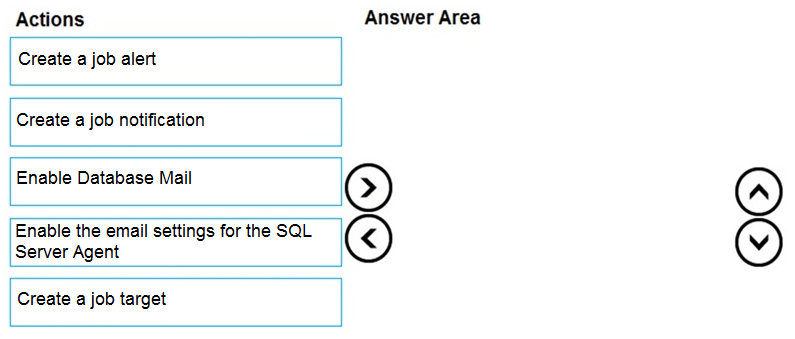 Actions
Answer Area
Create a job alert
Create a job notification
Enable Database Mail
Enable the email settings for the SQL
Server Agent
Create a job target